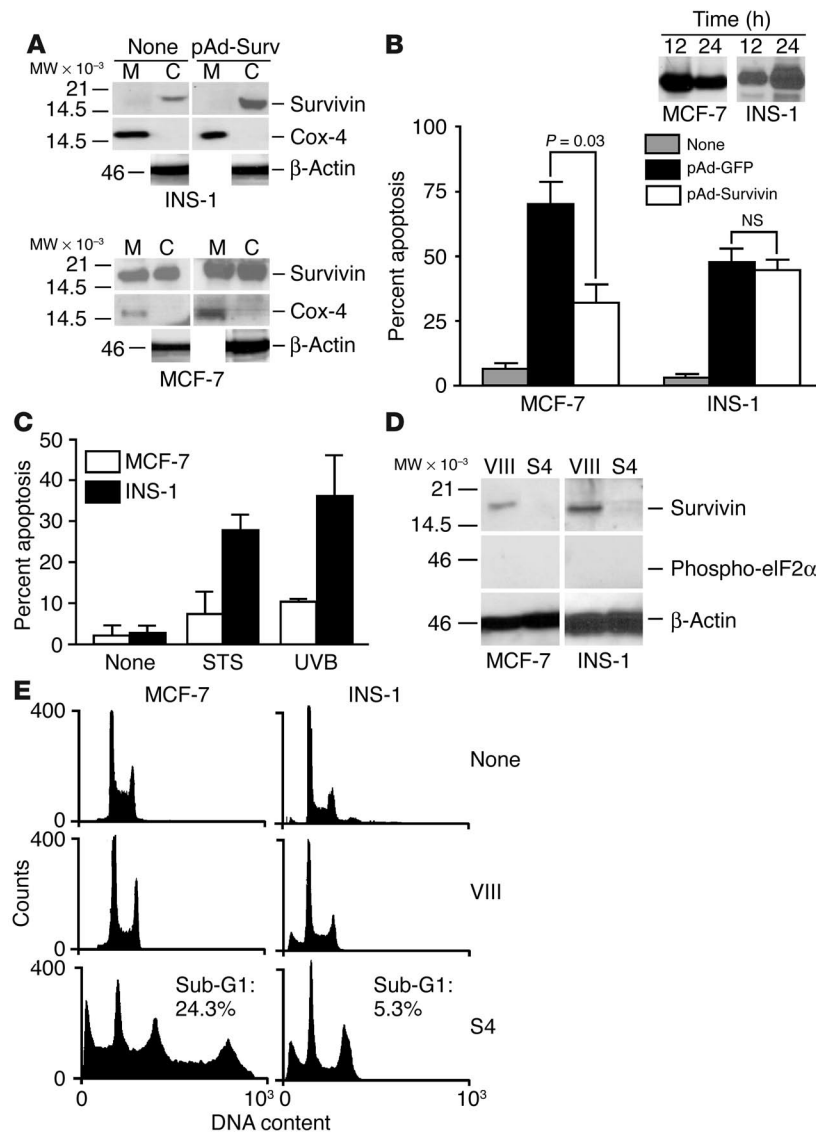 A
None pAd-Surv
MW × 10⁻³ M C M C
21
14.5
Survivin
14.5
Cox-4
46
β-Actin
INS-1
MW × 10⁻³ M C M C
21
14.5
Survivin
14.5
Cox-4
46
β-Actin
MCF-7
B
Time (h)
12 24 12 24
MCF-7 INS-1
None
pAd-GFP
pAd-Survivin
Percent apoptosis
100
75
50
25
0
P = 0.03
NS
MCF-7 INS-1
C
Percent apoptosis
50
40
30
20
10
0
MCF-7
INS-1
None STS UVB
D
MW × 10⁻³ VIII S4 VIII S4
21
14.5
Survivin
46
Phospho-eIF2α
46
β-Actin
MCF-7 INS-1
E
MCF-7 INS-1
400
0
None
400
0
VIII
400
0
Sub-G1:
24.3%
Sub-G1:
5.3%
S4
Counts
0 10³ 0 10³
DNA content